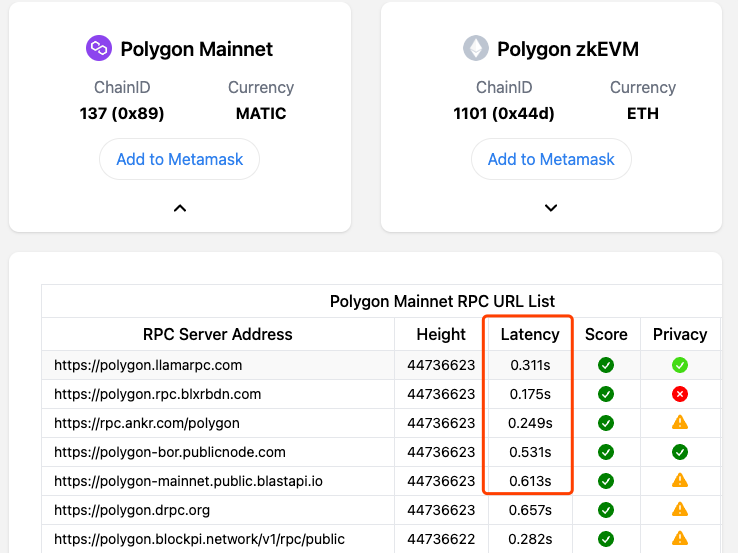 Polygon Mainnet
ChainID Currency
137 (0x89) MATIC
Add to Metamask
Polygon zkEVM
ChainID Currency
1101 (0x44d) ETH
Add to Metamask
Polygon Mainnet RPC URL List
RPC Server Address Height Latency Score Privacy
https://polygon.llamarpc.com 44736623 0.311s
https://polygon.rpc.blxrbdn.com 44736623 0.175s
https://rpc.ankr.com/polygon 44736623 0.249s
https://polygon-bor.publicnode.com 44736623 0.531s
https://polygon-mainnet.public.blastapi.io 44736623 0.613s
https://polygon.drpc.org 44736623 0.657s
https://polygon.blockpi.network/v1/rpc/public 44736622 0.282s